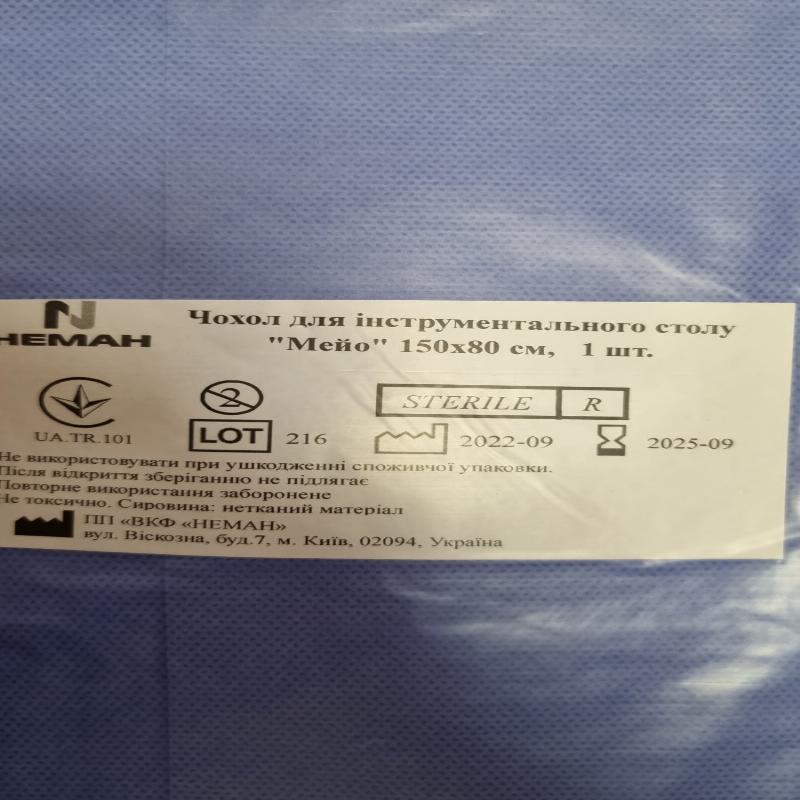 НЕМАН
Чохол для інструментального столу
"Мейо" 150х80 см, 1 шт.
2
STERILE R
UA.TR.101
LOT 216 2022-09 2025-09
Не використовувати при ушкодженні споживчої упаковки.
Після відкриття зберіганню не підлягає
Повторне використання заборонене
Не токсично. Сировина: нетканий матеріал
ПП «ВКФ «НЕМАН»
вул. Віскозна, буд.7, м. Київ, 02094, Україна